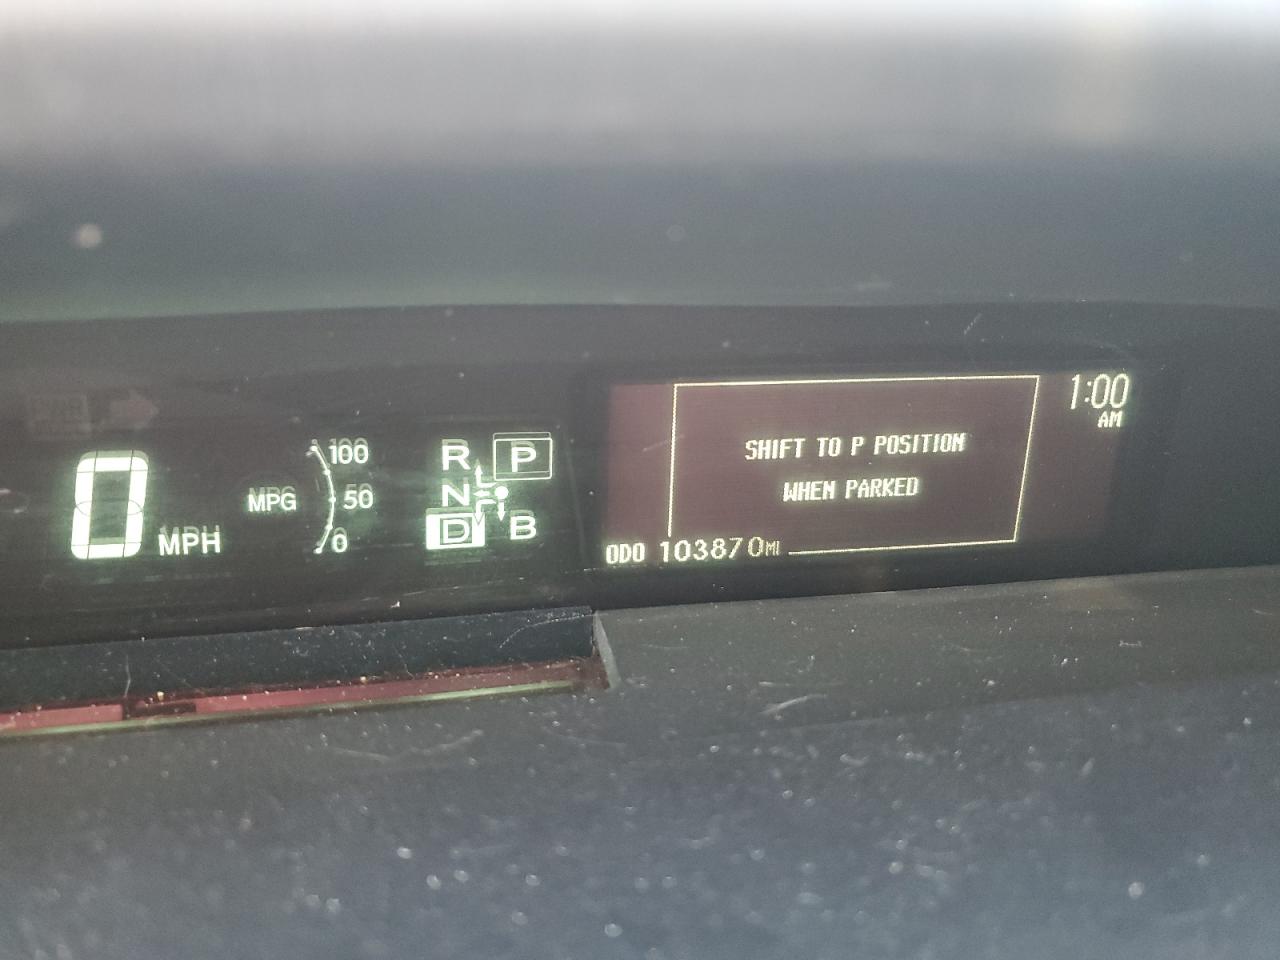 0 MPH
MPG
100
50
0
R P
N
D B
SHIFT TO P POSITION
WHEN PARKED
1:00
AM
ODO 103870MI